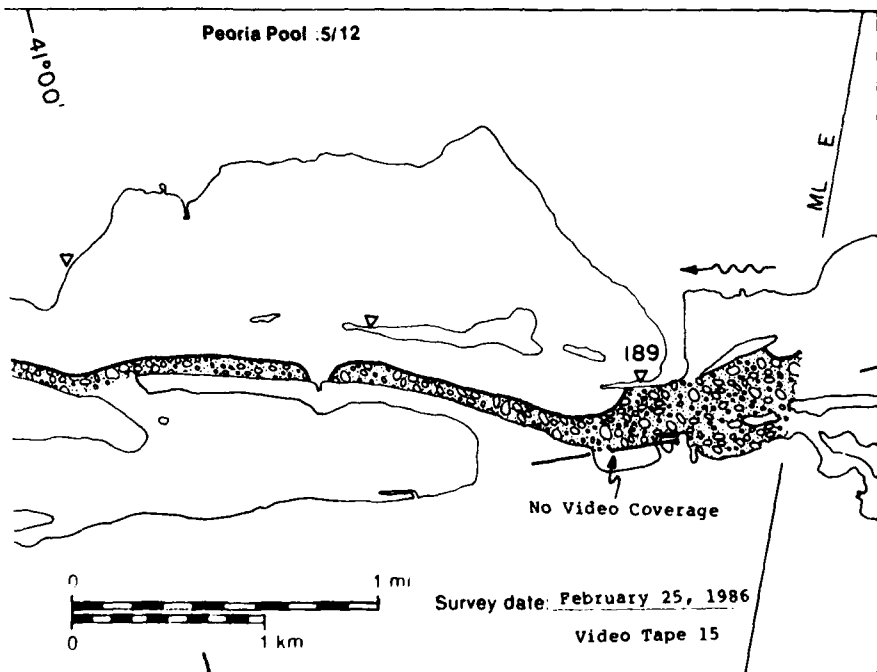 Peoria Pool :5/12
41°00'
ML E
189
No Video Coverage
0 1 mi
0 1 km
Survey date: February 25, 1986
Video Tape 15